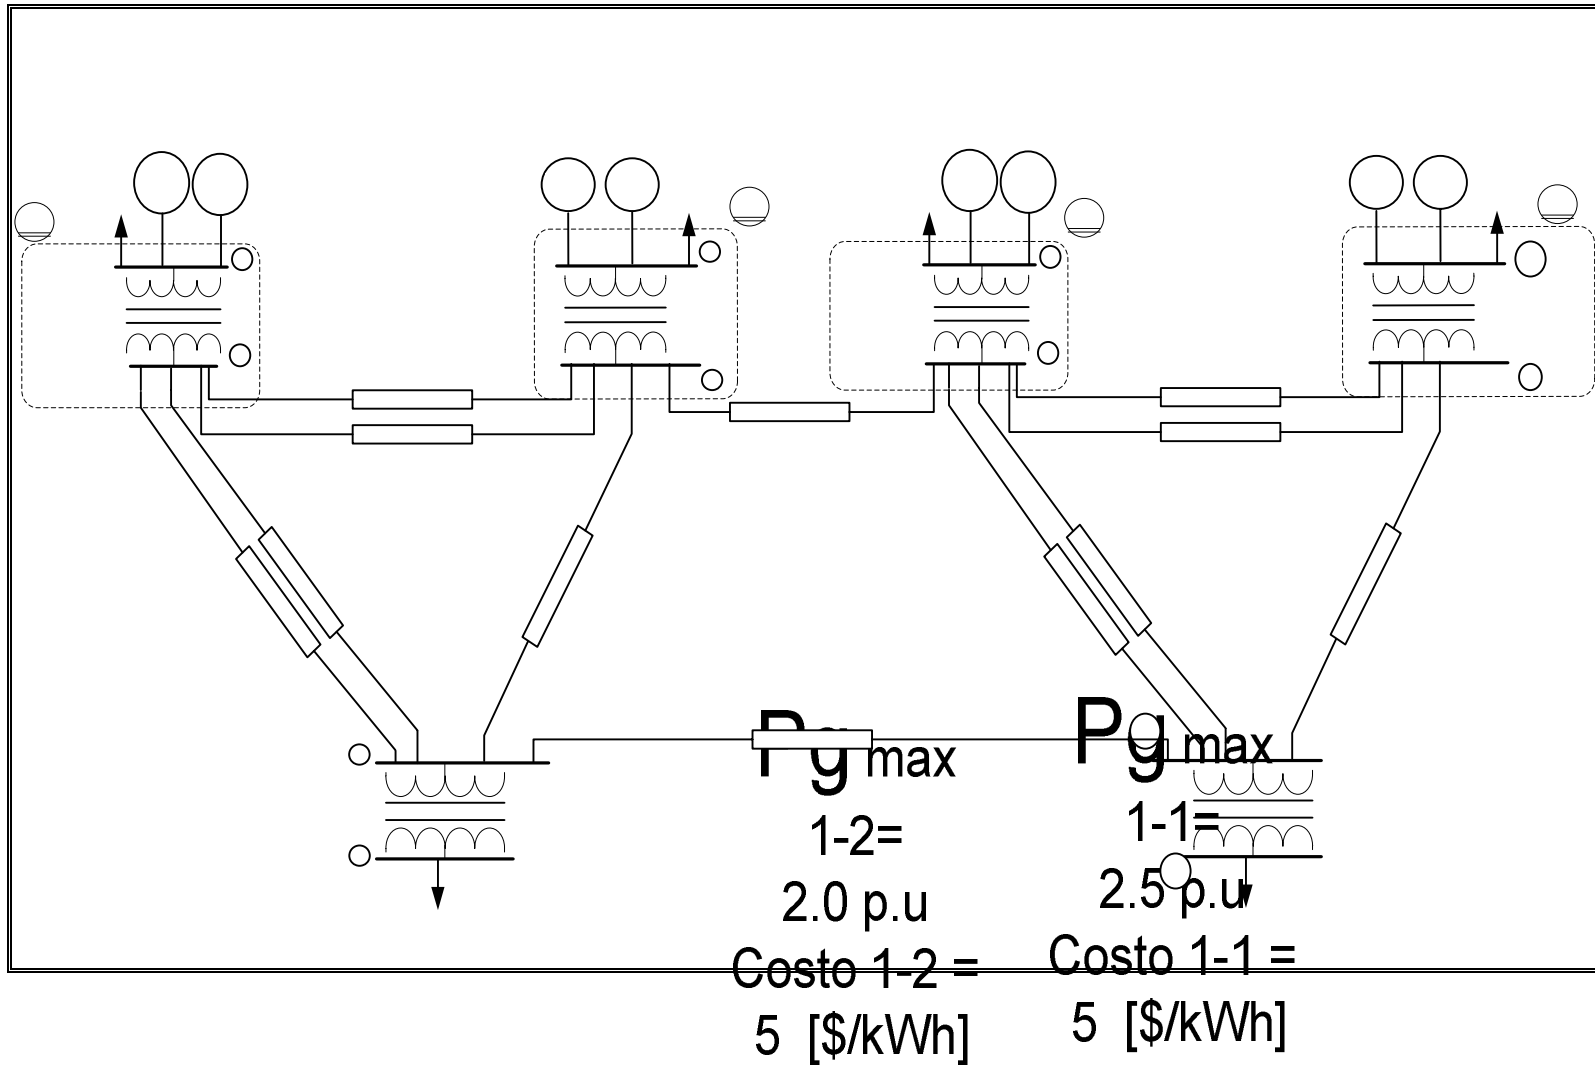 Pg max
1-2=
2.0 p.u
Costo 1-2 =
5 [$/kWh]
Pg max
1-1=
2.5 p.u
Costo 1-1 =
5 [$/kWh]